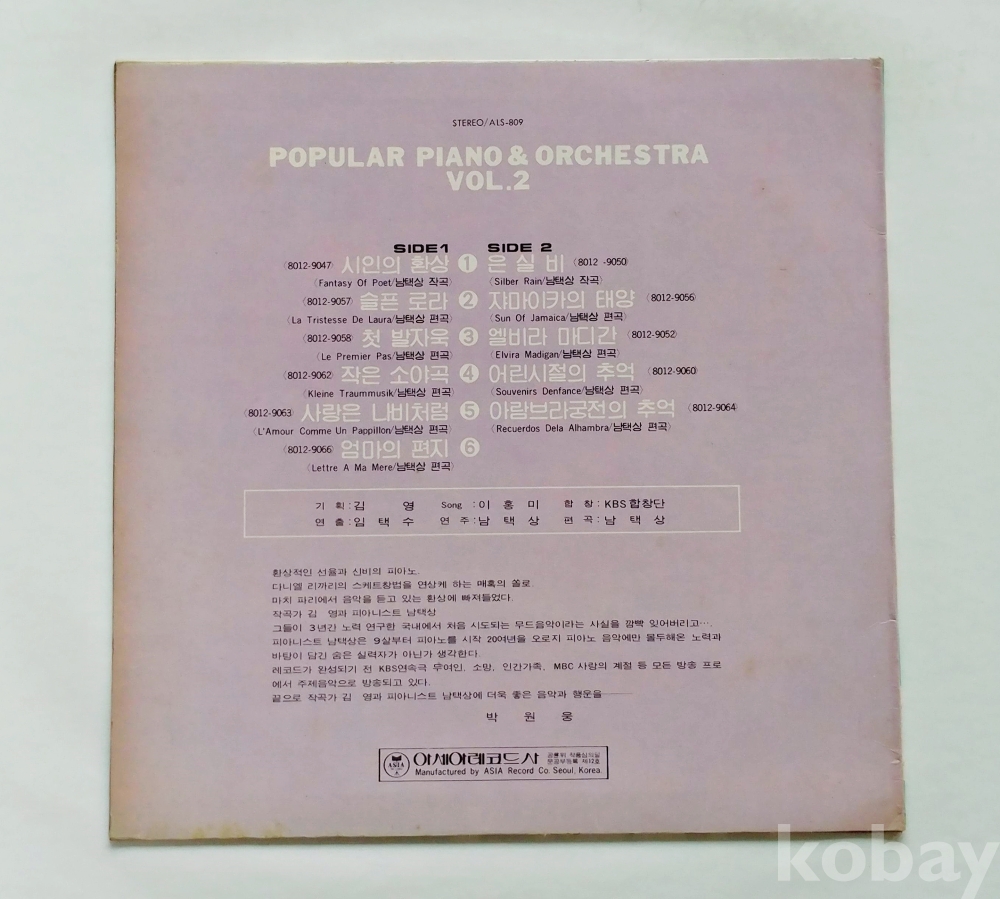 STEREO/ALS-809
POPULAR PIANO & ORCHESTRA
VOL.2
SIDE 1
(8012-9047) 시인의 환상 1
(Fantasy Of Poet/남택상 작곡)
(8012-9057) 슬픈 로라 2
(La Tristesse De Laura/남택상 편곡)
(8012-9058) 첫 발자욱 3
(Le Premier Pas/남택상 편곡)
(8012-9062) 작은 소야곡 4
(Kleine Traummusik/남택상 편곡)
(8012-9063) 사랑은 나비처럼 5
(L'Amour Comme Un Pappillon/남택상 편곡)
(8012-9066) 엄마의 편지 6
(Lettre A Ma Mere/남택상 편곡)
SIDE 2
은 실 비 (8012-9050)
(Silber Rain/남택상 작곡)
쟈마이카의 태양 (8012-9056)
(Sun Of Jamaica/남택상 편곡)
엘비라 마디간 (8012-9052)
(Elvira Madigan/남택상 편곡)
어린시절의 추억 (8012-9060)
(Souvenirs Denfance/남택상 편곡)
아람브라궁전의 추억 (8012-9064)
(Recuerdos Dela Alhambra/남택상 편곡)
기 획:김 영 Song:이 홍 미 합 창:KBS합창단
연 출:임 택 수 연 주:남 택 상 편 곡:남 택 상
환상적인 선율과 신비의 피아노.
다니엘 리까리의 스케트창법을 연상케 하는 매혹의 쏠로.
마치 파리에서 음악을 듣고 있는 환상에 빠져들었다.
작곡가 김 영과 피아니스트 남택상
그들이 3년간 노력 연구한 국내에서 처음 시도되는 무드음악이라는 사실을 깜빡 잊어버리고….
피아니스트 남택상은 9살부터 피아노를 시작 20여년을 오로지 피아노 음악에만 몰두해온 노력과
바탕이 담긴 숨은 실력자가 아닌가 생각한다.
레코드가 완성되기 전 KBS연속극 무여인, 소망, 인간가족, MBC 사랑의 계절 등 모든 방송 프로
에서 주제음악으로 방송되고 있다.
끝으로 작곡가 김 영과 피아니스트 남택상에 더욱 좋은 음악과 행운을——
박 원 웅
ASIA 아세아레코드사
문공부등록 제12호
Manufactured by ASIA Record Co. Seoul, Korea.
kobay